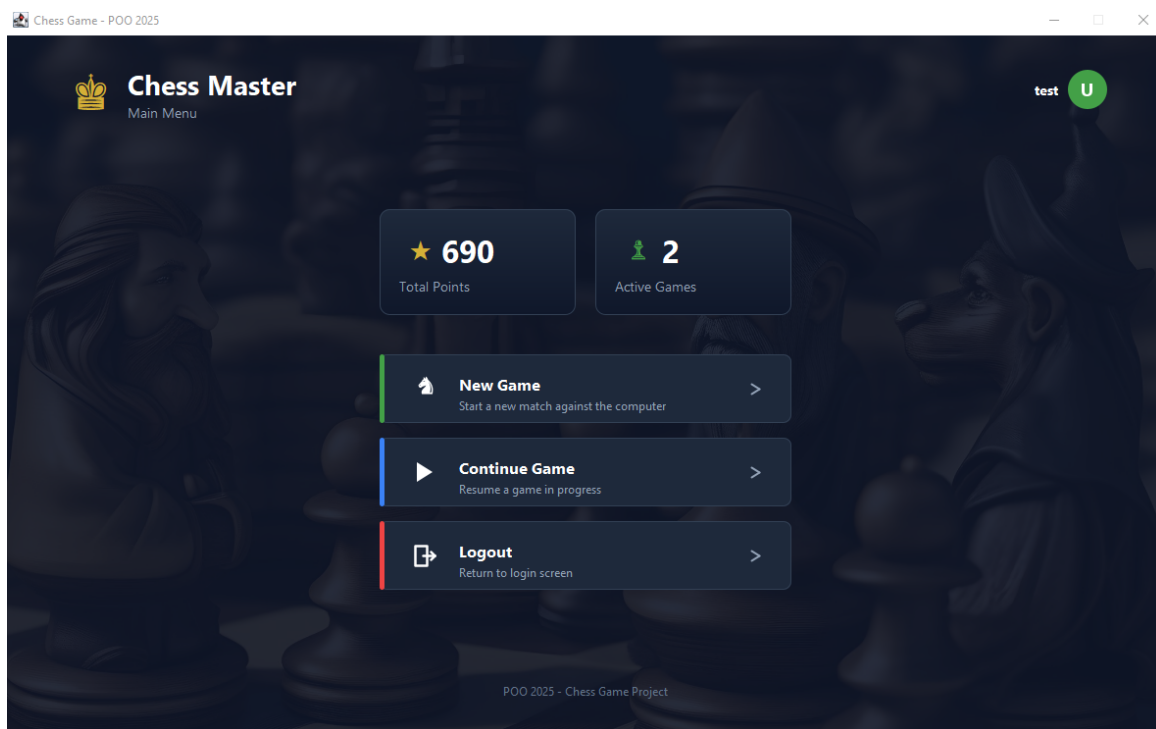 Chess Game - POO 2025
Chess Master
Main Menu
test
U
690
Total Points
2
Active Games
New Game
Start a new match against the computer
>
Continue Game
Resume a game in progress
>
Logout
Return to login screen
>
POO 2025 - Chess Game Project